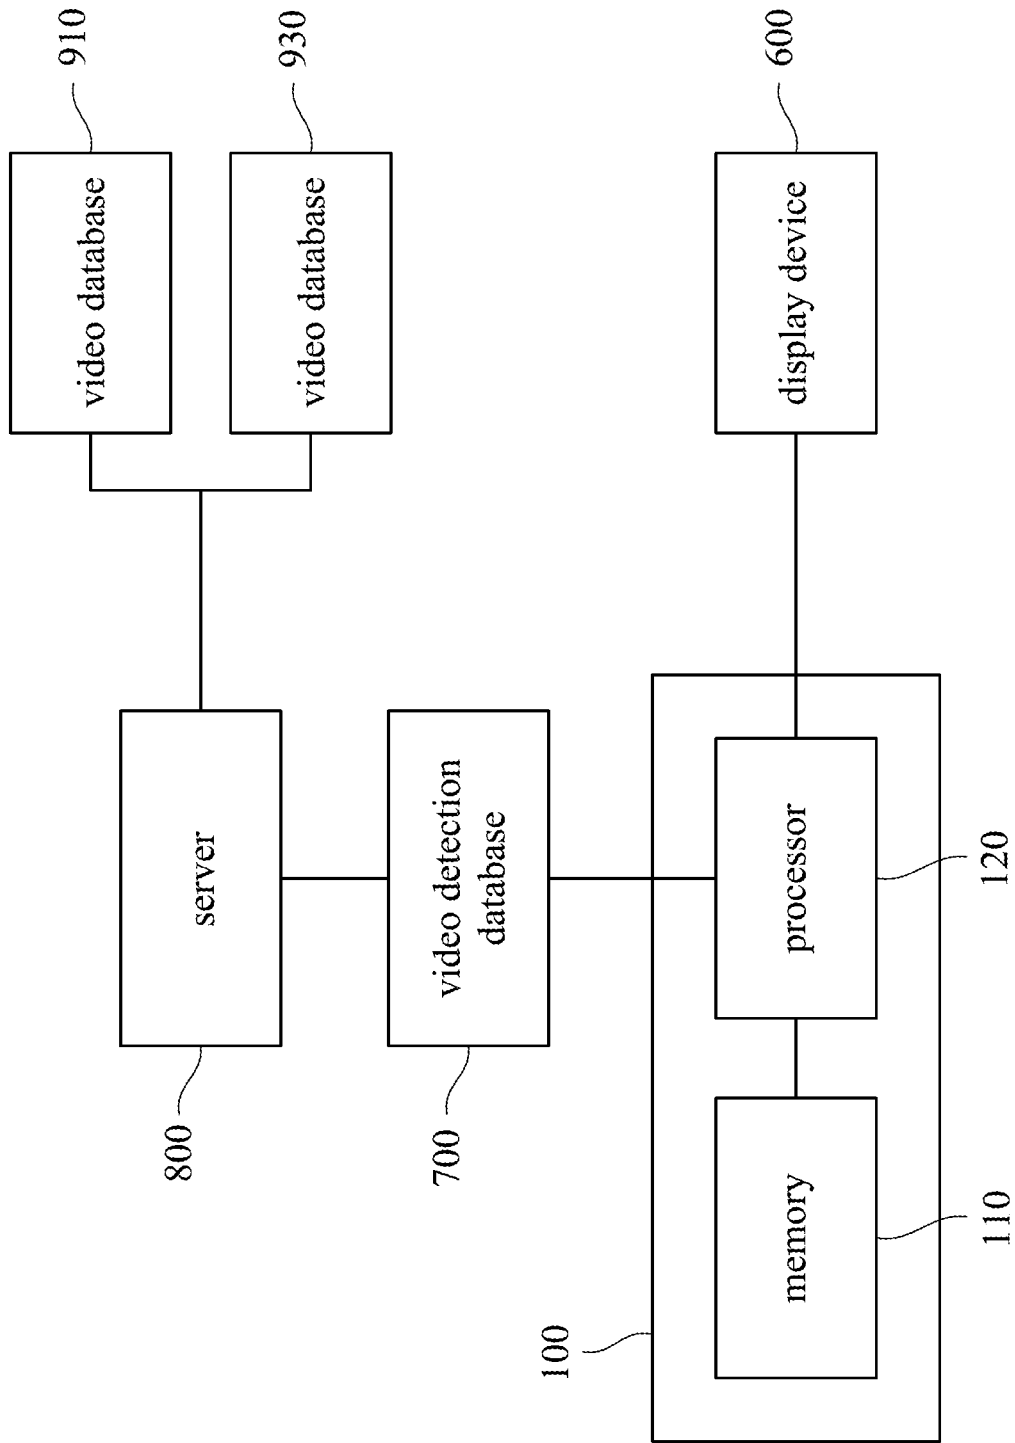 video database
910
800
server
video database
930
700
video detection
database
100
memory
processor
display device
600
110
120